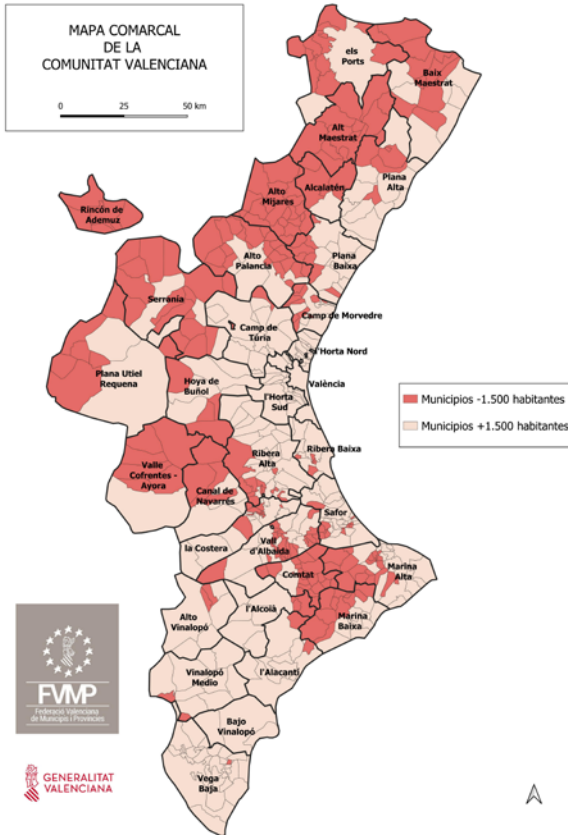 MAPA COMARCAL
DE LA
COMUNITAT VALENCIANA
0 25 50 km
els
Ports
Baix
Maestrat
Alt
Maestrat
Alcalatén
Plana
Alta
Alto
Mijares
Rincón de
Ademuz
Alto
Palancia
Plana
Baixa
Serranía
Camp de Morvedre
Camp de
Túria
l'Horta Nord
València
Plana Utiel
Requena
Hoya de
Buñol
l'Horta
Sud
Municipios -1.500 habitantes
Municipios +1.500 habitantes
Ribera
Alta
Ribera Baixa
Valle
Cofrentes -
Ayora
Canal de
Navarrés
Safor
la Costera
Vall
d'Albaida
Comtat
Marina
Alta
l'Alcoià
Alto
Vinalopó
Marina
Baixa
Vinalopó
Medio
l'Alacantí
Bajo
Vinalopó
Vega
Baja
FVMP
Federació Valenciana
de Municipis i Províncies
GENERALITAT
VALENCIANA